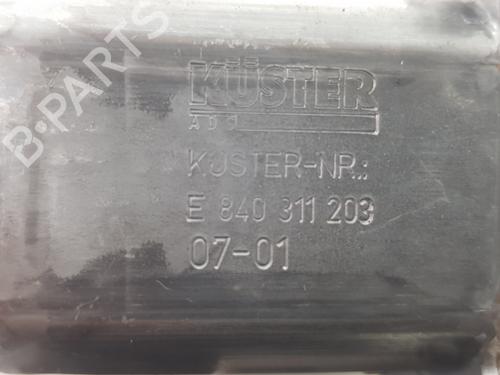 B-PARTS
KÜSTER
KÜSTER-NR.:
E 840 311 203
07-01